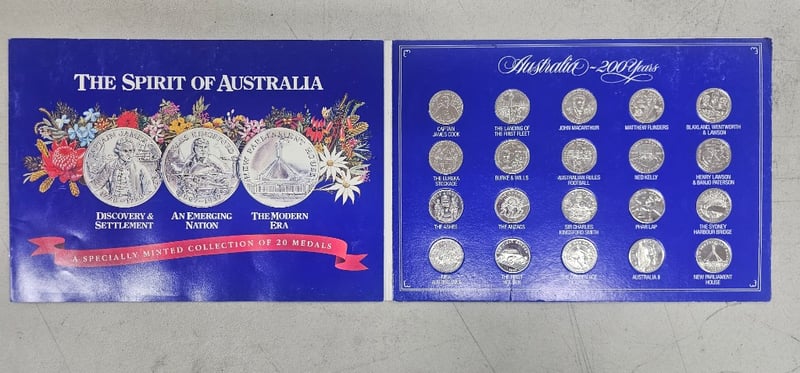 THE SPIRIT OF AUSTRALIA
DISCOVERY &
SETTLEMENT
AN EMERGING
NATION
THE MODERN
ERA
A SPECIALLY MINTED COLLECTION OF 20 MEDALS
Australia ~ 200 Years
CAPTAIN
JAMES COOK
THE LANDING OF
THE FIRST FLEET
JOHN MACARTHUR
MATTHEW FLINDERS
BLAXLAND, WENTWORTH
& LAWSON
THE EUREKA
STOCKADE
BURKE & WILLS
AUSTRALIAN RULES
FOOTBALL
NED KELLY
HENRY LAWSON
& BANJO PATERSON
THE ASHES
THE ANZACS
SIR CHARLES
KINGSFORD SMITH
PHAR LAP
THE SYDNEY
HARBOUR BRIDGE
AUSTRALIA II
NEW PARLIAMENT
HOUSE